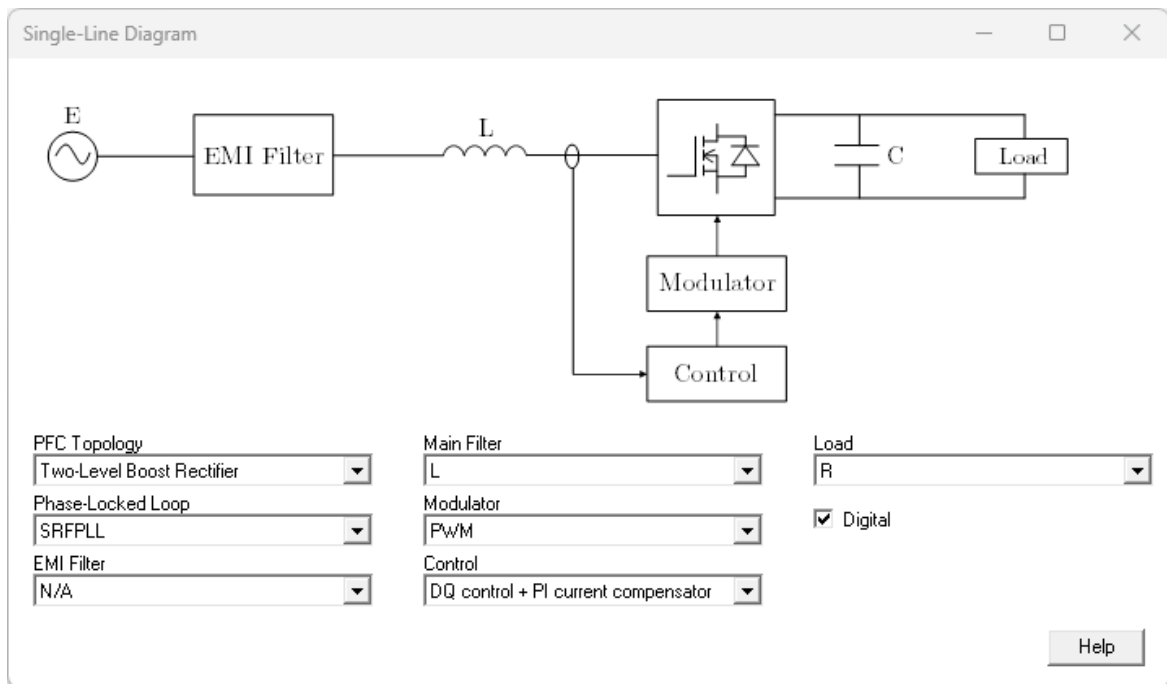 Single-Line Diagram
E
EMI Filter
L
C
Load
Modulator
Control
PFC Topology
Two-Level Boost Rectifier
Phase-Locked Loop
SRFPLL
EMI Filter
N/A
Main Filter
L
Modulator
PWM
Control
DQ control + PI current compensator
Load
R
Digital
Help